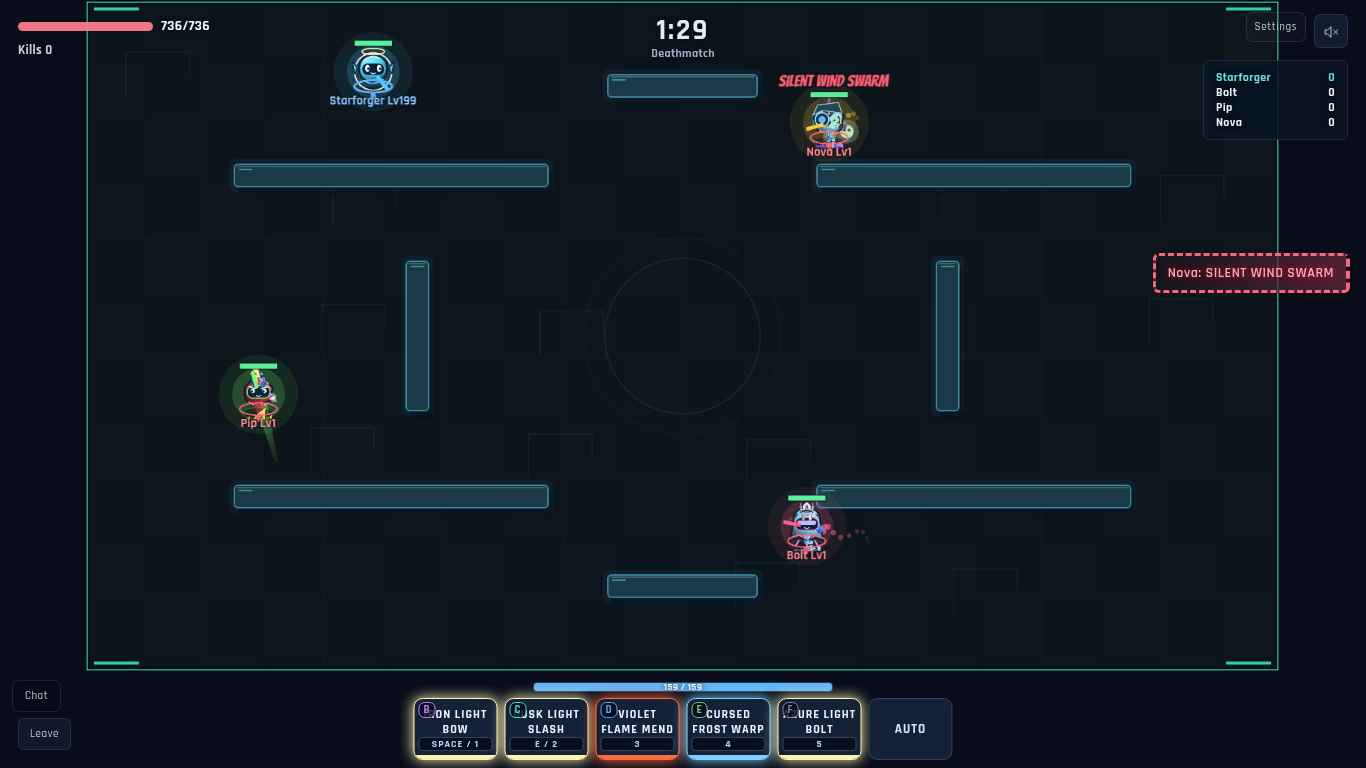 736/736
Kills 0
1:29
Deathmatch
Settings
Starforger 0
Bolt 0
Pip 0
Nova 0
Starforger Lv199
SILENT WIND SWARM
Nova Lv1
Nova: SILENT WIND SWARM
Pip Lv1
Bolt Lv1
Chat
Leave
159 / 159
B
LIGHT
BOW
SPACE / 1
C
LIGHT
SLASH
E / 2
D
VIOLET
FLAME MEND
3
E
CURSED
FROST WARP
4
F
LIGHT
BOLT
5
AUTO